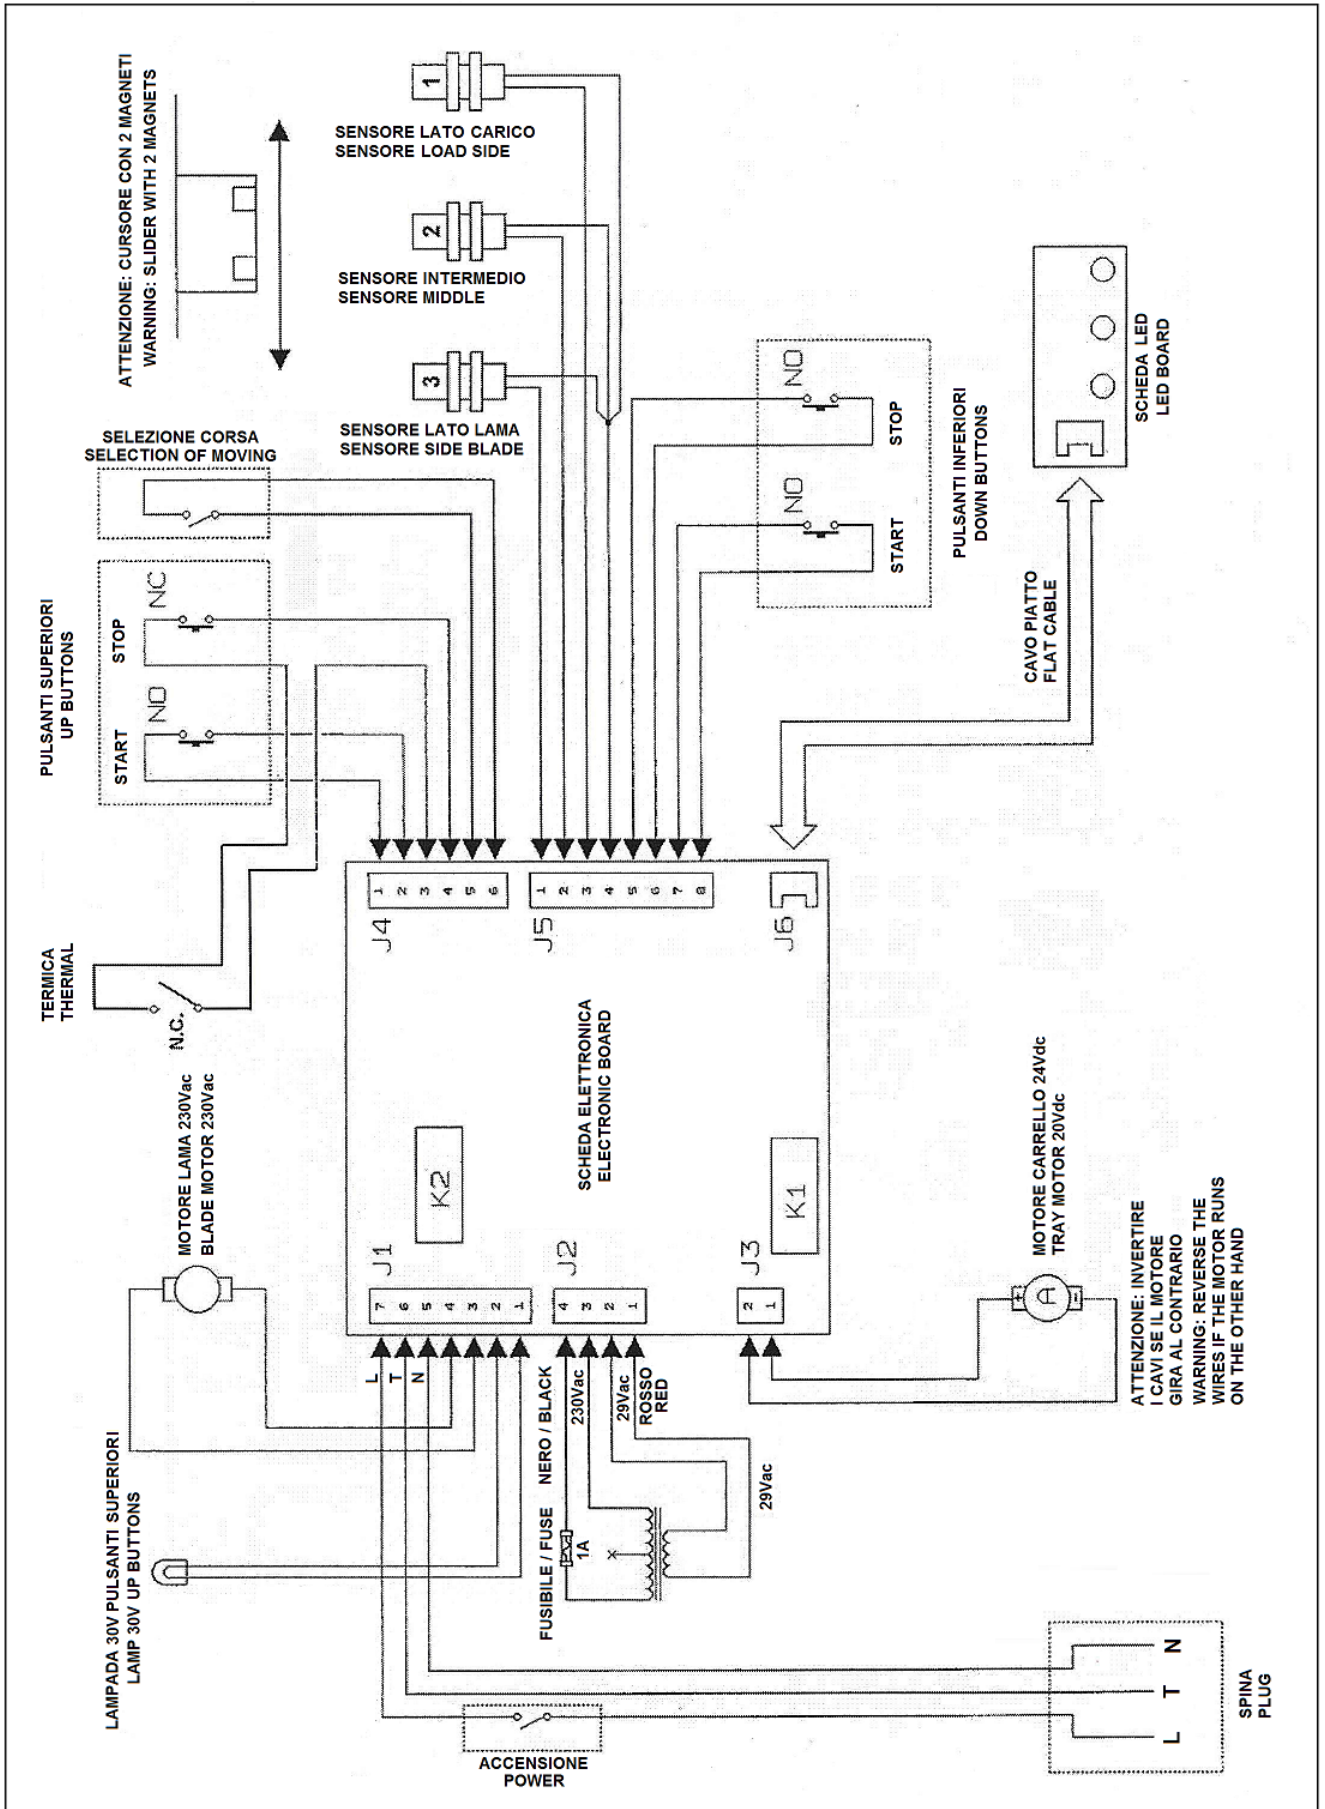 ATTENZIONE: CURSORE CON 2 MAGNETI
WARNING: SLIDER WITH 2 MAGNETS
1
SENSORE LATO CARICO
SENSORE LOAD SIDE
2
SENSORE INTERMEDIO
SENSORE MIDDLE
3
SENSORE LATO LAMA
SENSORE SIDE BLADE
SELEZIONE CORSA
SELECTION OF MOVING
PULSANTI SUPERIORI
UP BUTTONS
STOP
NC
START
NO
NO
STOP
NO
START
PULSANTI INFERIORI
DOWN BUTTONS
SCHEDA LED
LED BOARD
CAVO PIATTO
FLAT CABLE
TERMICA
THERMAL
N.C.
1 2 3 4 5 6
J4
1 2 3 4 5 6 7 8
J5
J6
SCHEDA ELETTRONICA
ELECTRONIC BOARD
K2
K1
MOTORE LAMA 230Vac
BLADE MOTOR 230Vac
J1
7 6 5 4 3 2 1
J2
4 3 2 1
J3
2 1
L
T
N
NERO / BLACK
230Vac
29Vac
ROSSO
RED
MOTORE CARRELLO 24Vdc
TRAY MOTOR 20Vdc
+
A
-
ATTENZIONE: INVERTIRE
I CAVI SE IL MOTORE
GIRA AL CONTRARIO
WARNING: REVERSE THE
WIRES IF THE MOTOR RUNS
ON THE OTHER HAND
LAMPADA 30V PULSANTI SUPERIORI
LAMP 30V UP BUTTONS
FUSIBILE / FUSE
1A
29Vac
ACCENSIONE
POWER
L T N
SPINA
PLUG